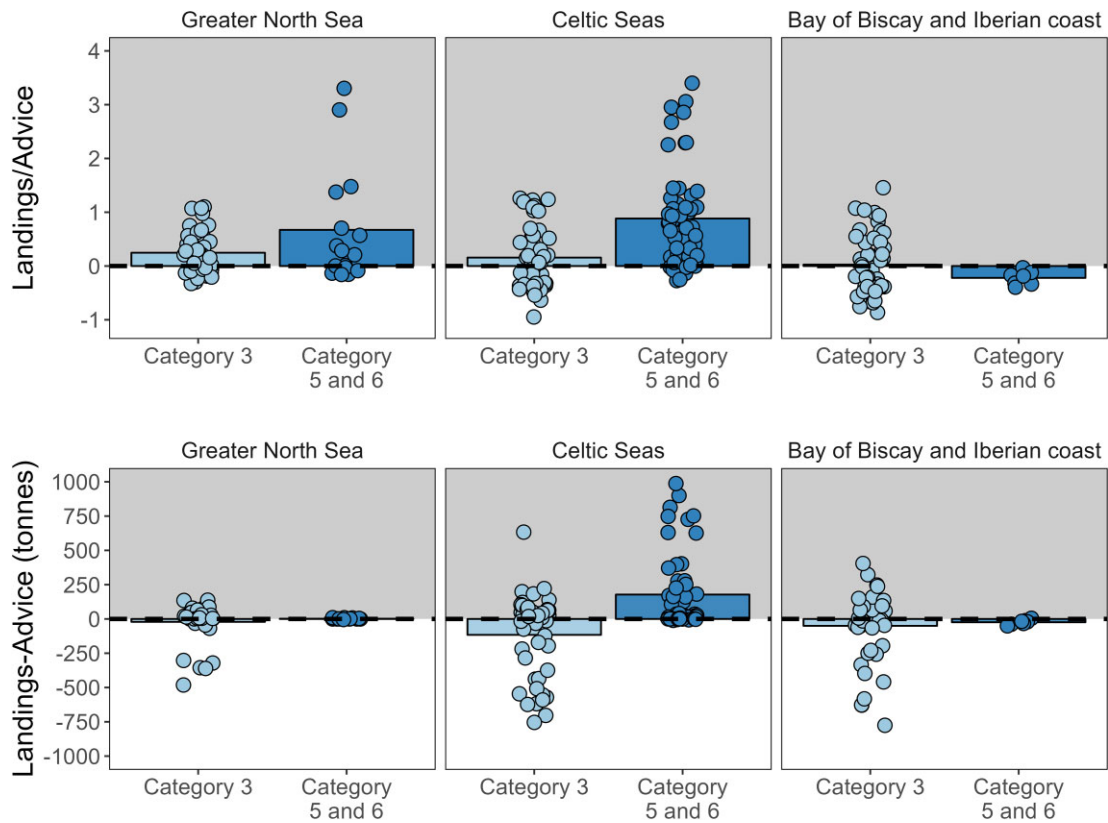 Greater North Sea
Celtic Seas
Bay of Biscay and Iberian coast
Landings/Advice
4
3
2
1
0
-1
Category 3
Category
5 and 6
Category 3
Category
5 and 6
Category 3
Category
5 and 6
Greater North Sea
Celtic Seas
Bay of Biscay and Iberian coast
Landings-Advice (tonnes)
1000
750
500
250
0
-250
-500
-750
-1000
Category 3
Category
5 and 6
Category 3
Category
5 and 6
Category 3
Category
5 and 6